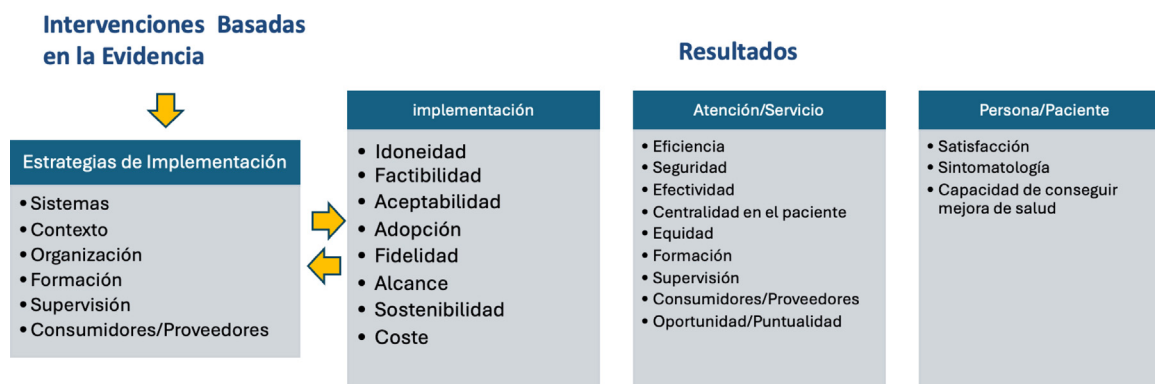 Intervenciones Basadas
en la Evidencia
Resultados
Estrategias de Implementación
• Sistemas
• Contexto
• Organización
• Formación
• Supervisión
• Consumidores/Proveedores
implementación
• Idoneidad
• Factibilidad
• Aceptabilidad
• Adopción
• Fidelidad
• Alcance
• Sostenibilidad
• Coste
Atención/Servicio
• Eficiencia
• Seguridad
• Efectividad
• Centralidad en el paciente
• Equidad
• Formación
• Supervisión
• Consumidores/Proveedores
• Oportunidad/Puntualidad
Persona/Paciente
• Satisfacción
• Sintomatología
• Capacidad de conseguir
mejora de salud